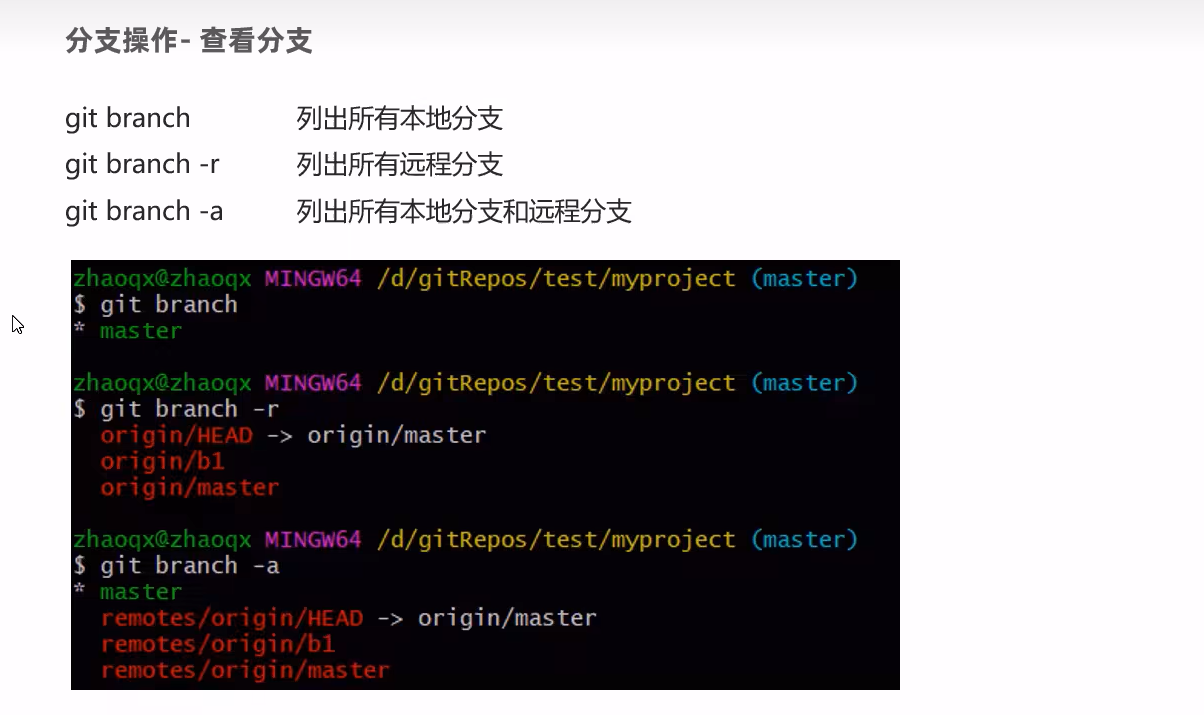 分支操作- 查看分支
git branch 列出所有本地分支
git branch -r 列出所有远程分支
git branch -a 列出所有本地分支和远程分支
zhaoqx@zhaoqx MINGW64 /d/gitRepos/test/myproject (master)
$ git branch
* master
zhaoqx@zhaoqx MINGW64 /d/gitRepos/test/myproject (master)
$ git branch -r
origin/HEAD -> origin/master
origin/b1
origin/master
zhaoqx@zhaoqx MINGW64 /d/gitRepos/test/myproject (master)
$ git branch -a
* master
remotes/origin/HEAD -> origin/master
remotes/origin/b1
remotes/origin/master